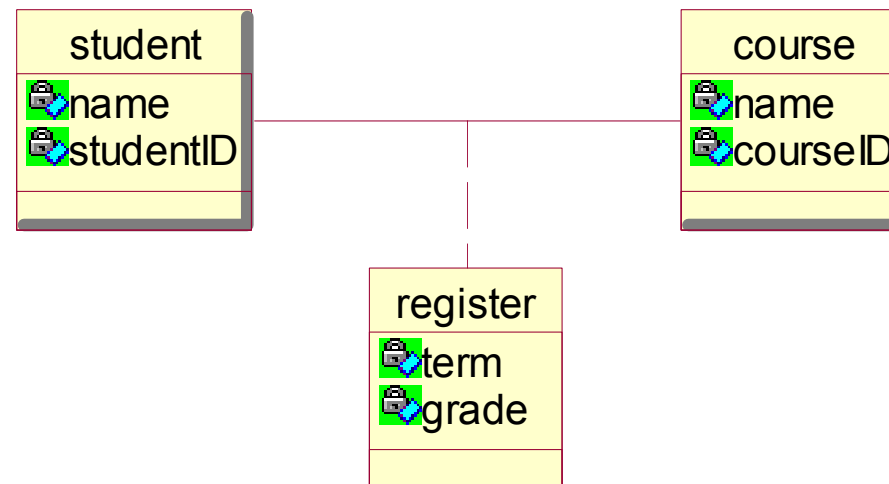 student
name
studentID
course
name
courseID
register
term
grade